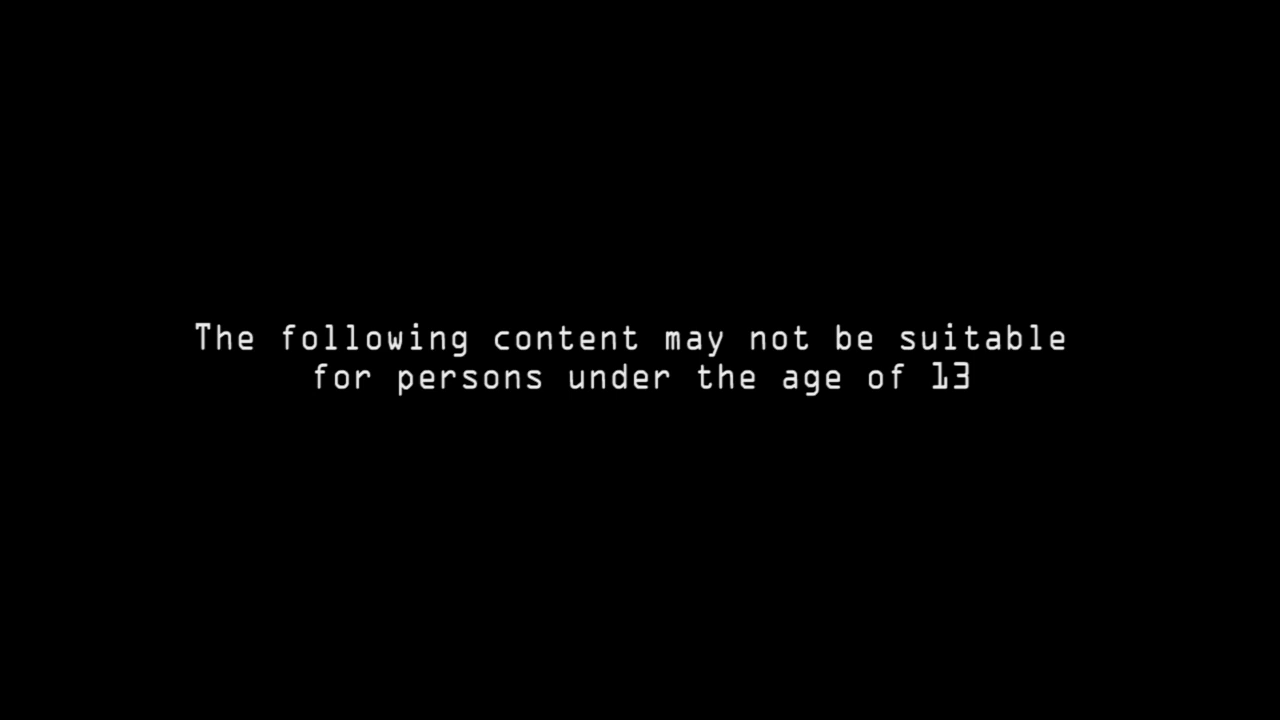 The following content may not be suitable
for persons under the age of 13